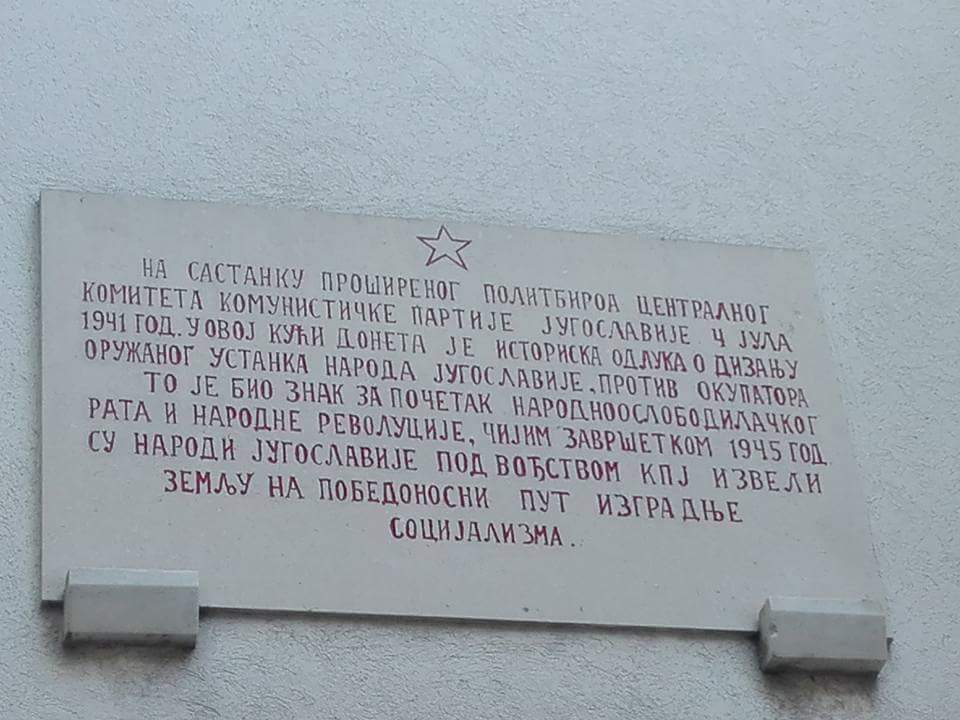 НА САСТАНКУ ПРОШИРЕНОГ ПОЛИТБИРОА ЦЕНТРАЛНОГ
КОМИТЕТА КОМУНИСТИЧКЕ ПАРТИЈЕ ЈУГОСЛАВИЈЕ 4 ЈУЛА
1941 ГОД. У ОВОЈ КУЋИ ДОНЕТА ЈЕ ИСТОРИСКА ОДЛУКА О ДИЗАЊУ
ОРУЖАНОГ УСТАНКА НАРОДА ЈУГОСЛАВИЈЕ, ПРОТИВ ОКУПАТОРА
ТО ЈЕ БИО ЗНАК ЗА ПОЧЕТАК НАРОДНООСЛОБОДИЛАЧКОГ
РАТА И НАРОДНЕ РЕВОЛУЦИЈЕ, ЧИЈИМ ЗАВРШЕТКОМ 1945 ГОД.
СУ НАРОДИ ЈУГОСЛАВИЈЕ ПОД ВОЂСТВОМ КПЈ ИЗВЕЛИ
ЗЕМЉУ НА ПОБЕДОНОСНИ ПУТ ИЗГРАДЊЕ
СОЦИЈАЛИЗМА.